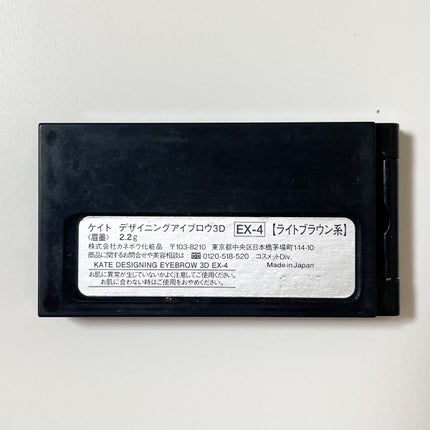 ケイト デザイニングアイブロウ3D EX-4 【ライトブラウン系】
〈眉墨〉 2.2g
株式会社カネボウ化粧品 〒103-8210 東京都中央区日本橋茅場町1-14-10
商品に関するお問合せや美容相談は 0120-518-520 コスメットDiv.
KATE DESIGNING EYEBROW 3D EX-4 Made in Japan
お肌に異常が生じていないかよく注意してご使用ください。
お肌に合わない時はご使用をおやめください。